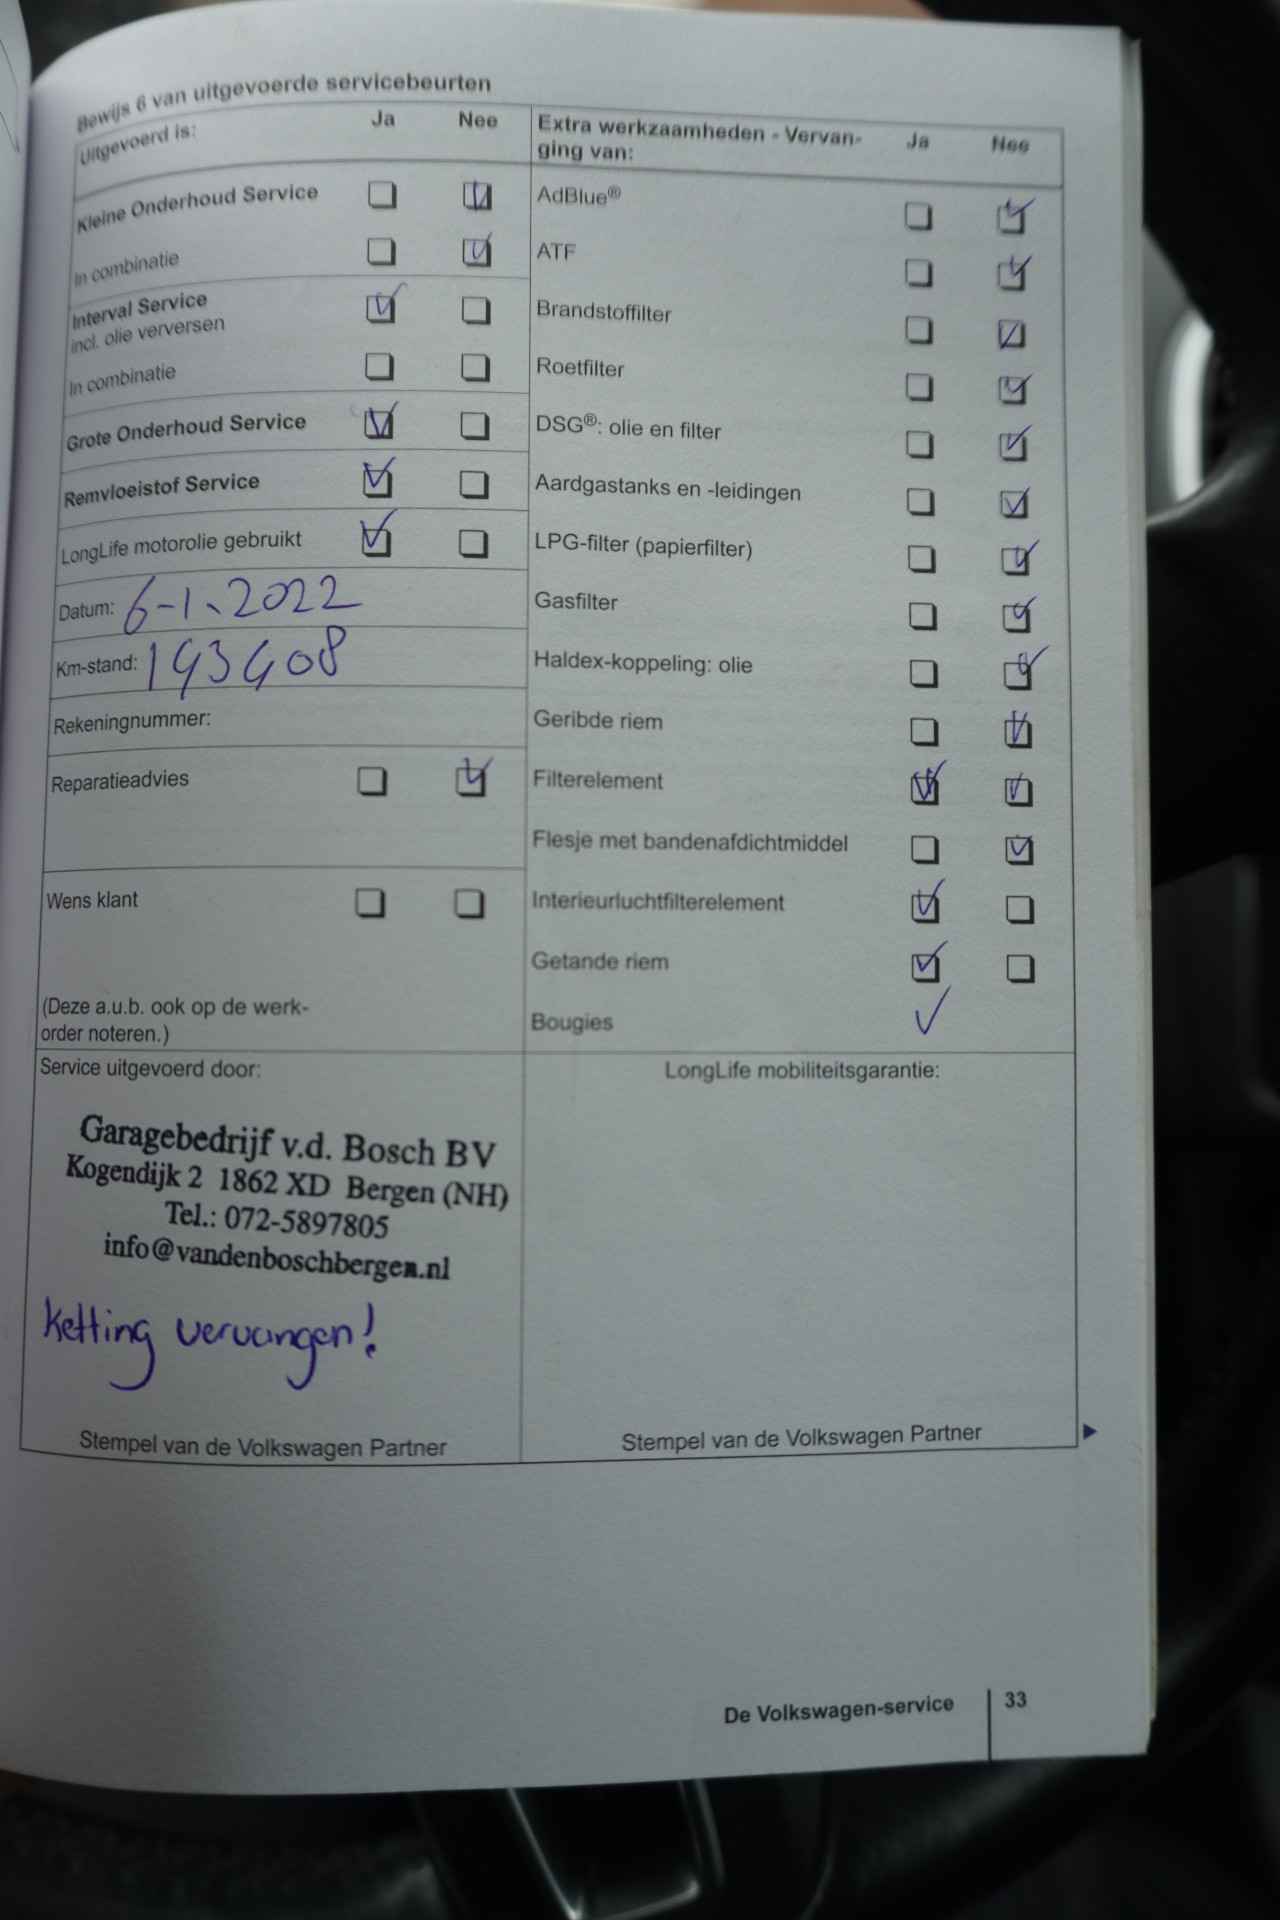 Bewijs 6 van uitgevoerde servicebeurten
Uitgevoerd is:
Ja
Nee
Kleine Onderhoud Service
In combinatie
Interval Service
incl. olie verversen
In combinatie
Grote Onderhoud Service
Remvloeistof Service
LongLife motorolie gebruikt
Datum: 6-1-2022
Km-stand: 193408
Rekeningnummer:
Reparatieadvies
Wens klant
(Deze a.u.b. ook op de werk-
order noteren.)
Extra werkzaamheden - Vervan-
ging van:
Ja
Nee
AdBlue®
ATF
Brandstoffilter
Roetfilter
DSG®: olie en filter
Aardgastanks en -leidingen
LPG-filter (papierfilter)
Gasfilter
Haldex-koppeling: olie
Geribde riem
Filterelement
Flesje met bandenafdichtmiddel
Interieurluchtfilterelement
Getande riem
Bougies
Service uitgevoerd door:
Garagebedrijf v.d. Bosch BV
Kogendijk 2 1862 XD Bergen (NH)
Tel.: 072-5897805
info@vandenboschbergen.nl
Ketting vervangen!
Stempel van de Volkswagen Partner
LongLife mobiliteitsgarantie:
Stempel van de Volkswagen Partner
De Volkswagen-service
33